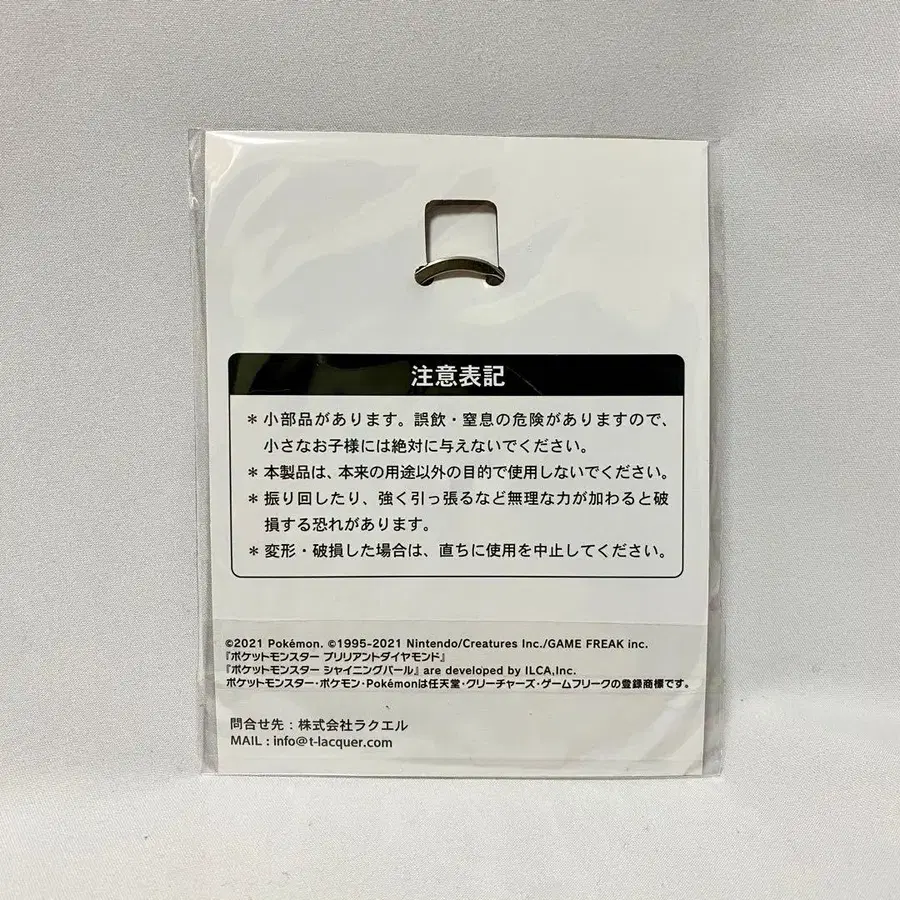 注意表記
＊小部品があります。誤飲・窒息の危険がありますので、
小さなお子様には絶対に与えないでください。
＊本製品は、本来の用途以外の目的で使用しないでください。
＊振り回したり、強く引っ張るなど無理な力が加わると破
損する恐れがあります。
＊変形・破損した場合は、直ちに使用を中止してください。
©2021 Pokémon. ©1995-2021 Nintendo/Creatures Inc./GAME FREAK inc.
『ポケットモンスター ブリリアントダイヤモンド』
『ポケットモンスター シャイニングパール』 are developed by ILCA,Inc.
ポケットモンスター・ポケモン・Pokémonは任天堂・クリーチャーズ・ゲームフリークの登録商標です。
問合せ先：株式会社ラクエル
MAIL : info@t-lacquer.com